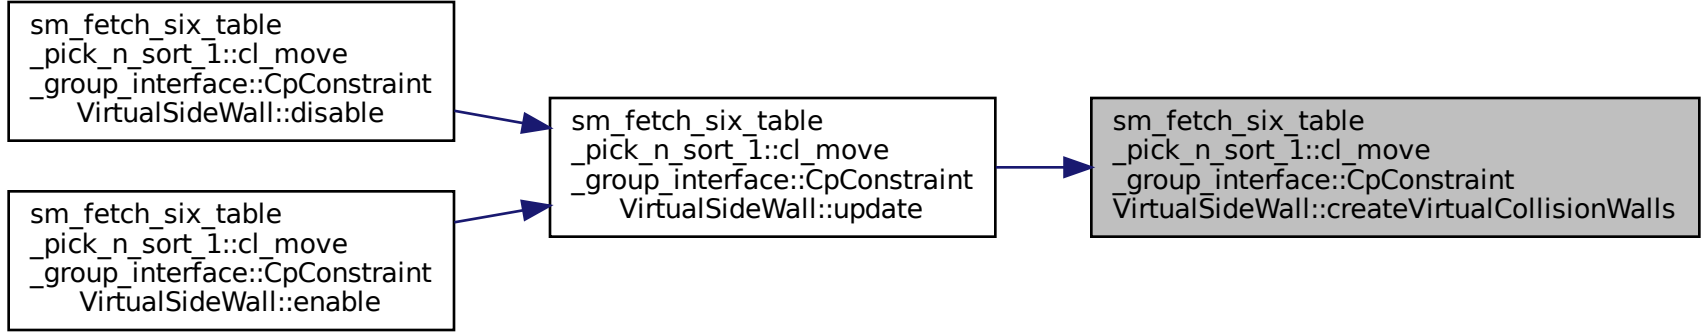 sm_fetch_six_table
_pick_n_sort_1::cl_move
_group_interface::CpConstraint
VirtualSideWall::disable
sm_fetch_six_table
_pick_n_sort_1::cl_move
_group_interface::CpConstraint
VirtualSideWall::enable
sm_fetch_six_table
_pick_n_sort_1::cl_move
_group_interface::CpConstraint
VirtualSideWall::update
sm_fetch_six_table
_pick_n_sort_1::cl_move
_group_interface::CpConstraint
VirtualSideWall::createVirtualCollisionWalls